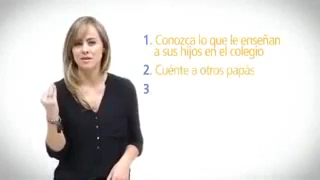 1. Conozca lo que le enseñan
a sus hijos en el colegio
2. Cuénte a otros papás
3